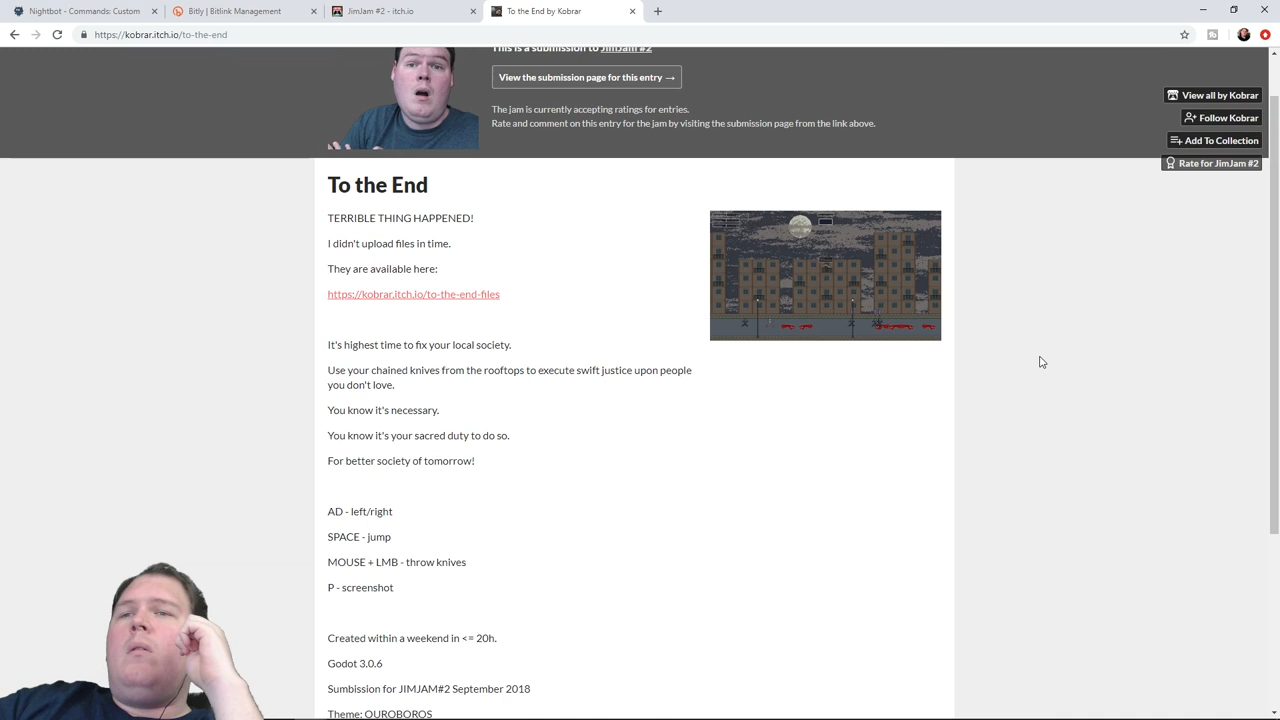 Nightbot - Commands: Custom
Bitly | Bitlink Management
JimJam #2 - itch.io
To the End by Kobrar
https://kobrar.itch.io/to-the-end
This is a submission to JimJam #2
View the submission page for this entry →
The jam is currently accepting ratings for entries.
Rate and comment on this entry for the jam by visiting the submission page from the link above.
View all by Kobrar
Follow Kobrar
Add To Collection
Rate for JimJam #2
To the End
TERRIBLE THING HAPPENED!
I didn't upload files in time.
They are available here:
https://kobrar.itch.io/to-the-end-files
It's highest time to fix your local society.
Use your chained knives from the rooftops to execute swift justice upon people
you don't love.
You know it's necessary.
You know it's your sacred duty to do so.
For better society of tomorrow!
AD - left/right
SPACE - jump
MOUSE + LMB - throw knives
P - screenshot
Created within a weekend in <= 20h.
Godot 3.0.6
Sumbission for JIMJAM#2 September 2018
Theme: OUROBOROS